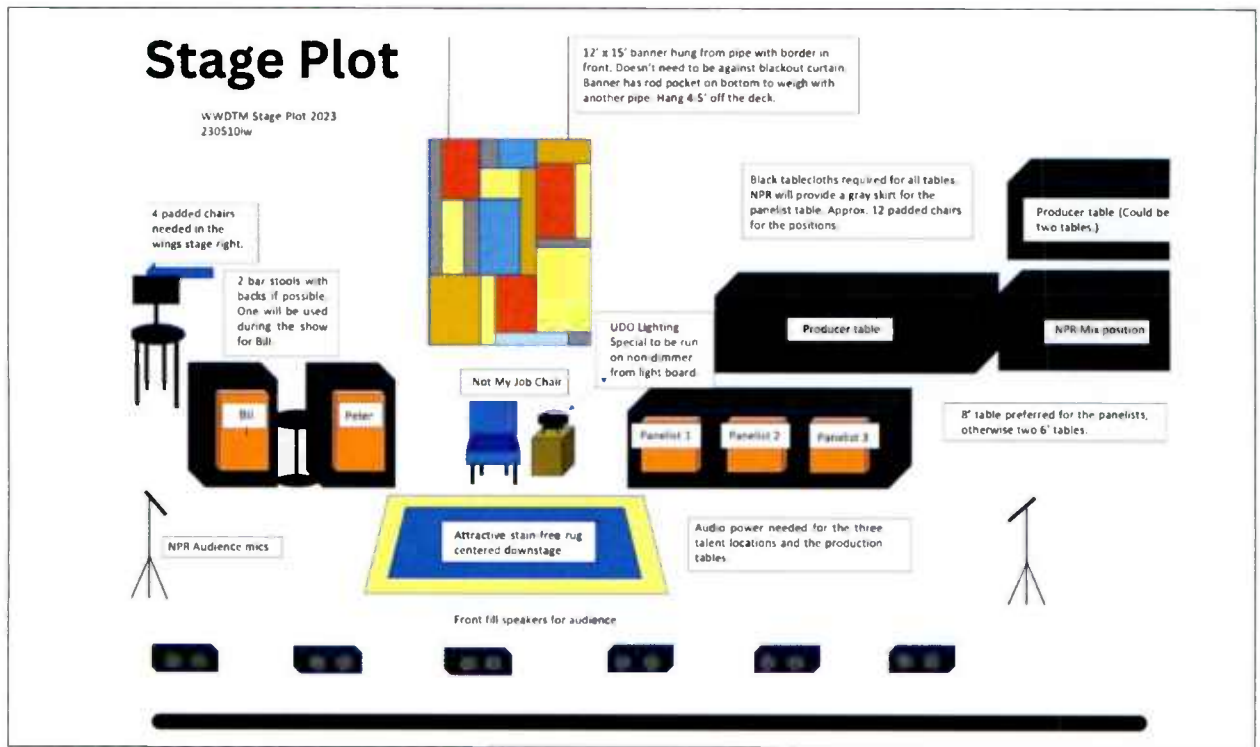 Stage Plot
WWDTM Stage Plot 2023
230510iw
12' x 15' banner hung from pipe with border in
front. Doesn't need to be against blackout curtain.
Banner has rod pocket on bottom to weigh with
another pipe. Hang 4-5' off the deck.
Black tablecloths required for all tables.
NPR will provide a gray skirt for the
panelist table. Approx. 12 padded chairs
for the positions.
Producer table (Could be
two tables.)
4 padded chairs
needed in the
wings stage right.
2 bar stools with
backs if possible.
One will be used
during the show
for Bill.
UDO Lighting
Special to be run
on non-dimmer
from light board.
Producer table
NPR Mix position
Not My Job Chair
Bill
Peter
Panelist 1
Panelist 2
Panelist 3
8' table preferred for the panelists,
otherwise two 6' tables.
NPR Audience mics
Attractive stain-free rug
centered downstage
Audio power needed for the three
talent locations and the production
tables.
Front fill speakers for audience